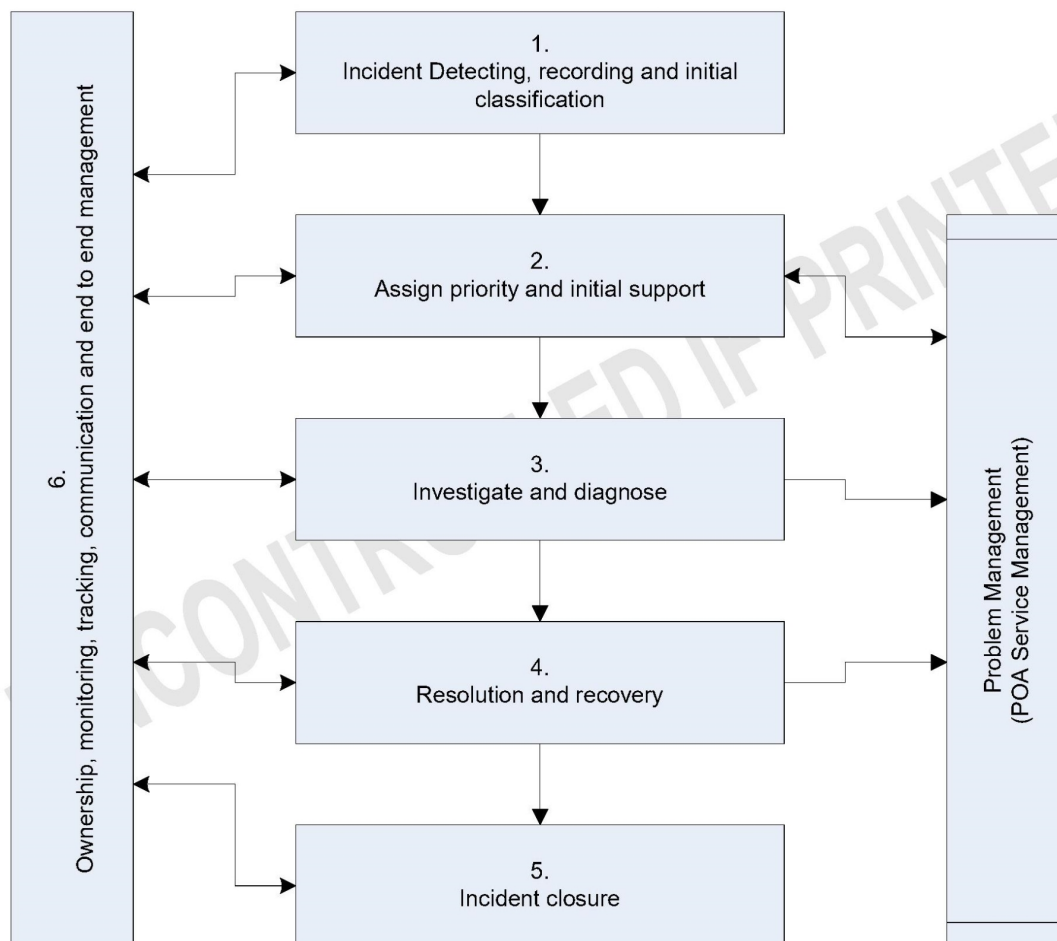 1.
Incident Detecting, recording and initial
classification
2.
Assign priority and initial support
3.
Investigate and diagnose
4.
Resolution and recovery
5.
Incident closure
6.
Ownership, monitoring, tracking, communication and end to end management
Problem Management
(POA Service Management)
IF PRINTE